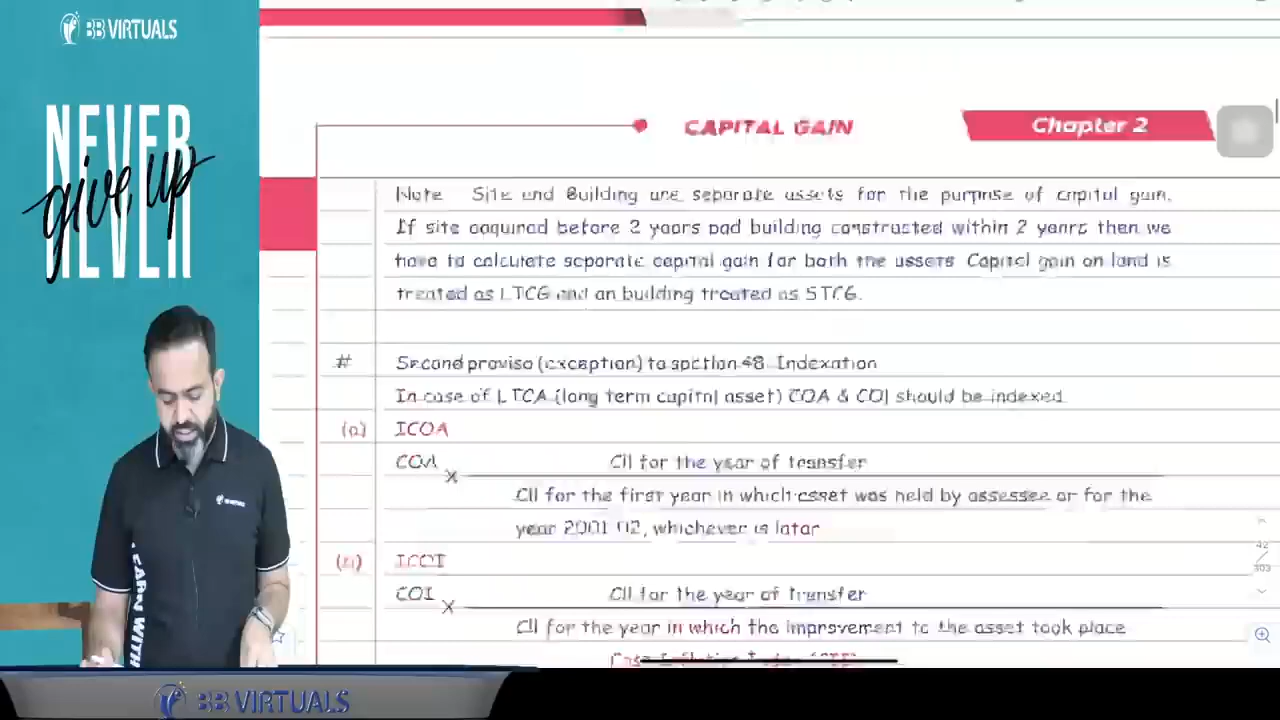 BB VIRTUALS
NEVER
give up
NEVER
CAPITAL GAIN
Chapter 2
Note Site and Building are separate assets for the purpose of capital gain.
If site acquired before 2 years and building constructed within 2 years then we
have to calculate separate capital gain for both the assets Capital gain on land is
treated as LTCG and on building treated as STCG.
# Second proviso (exception) to section 48 Indexation
In case of LTCA (long term capital asset) COA & COI should be indexed
(a) ICOA
COA × CII for the year of transfer
CII for the first year in which asset was held by assessee or for the
year 2001 02, whichever is later
(b) ICOI
COI × CII for the year of transfer
CII for the year in which the improvement to the asset took place
42
303
LEARN WITH
BB VIRTUALS